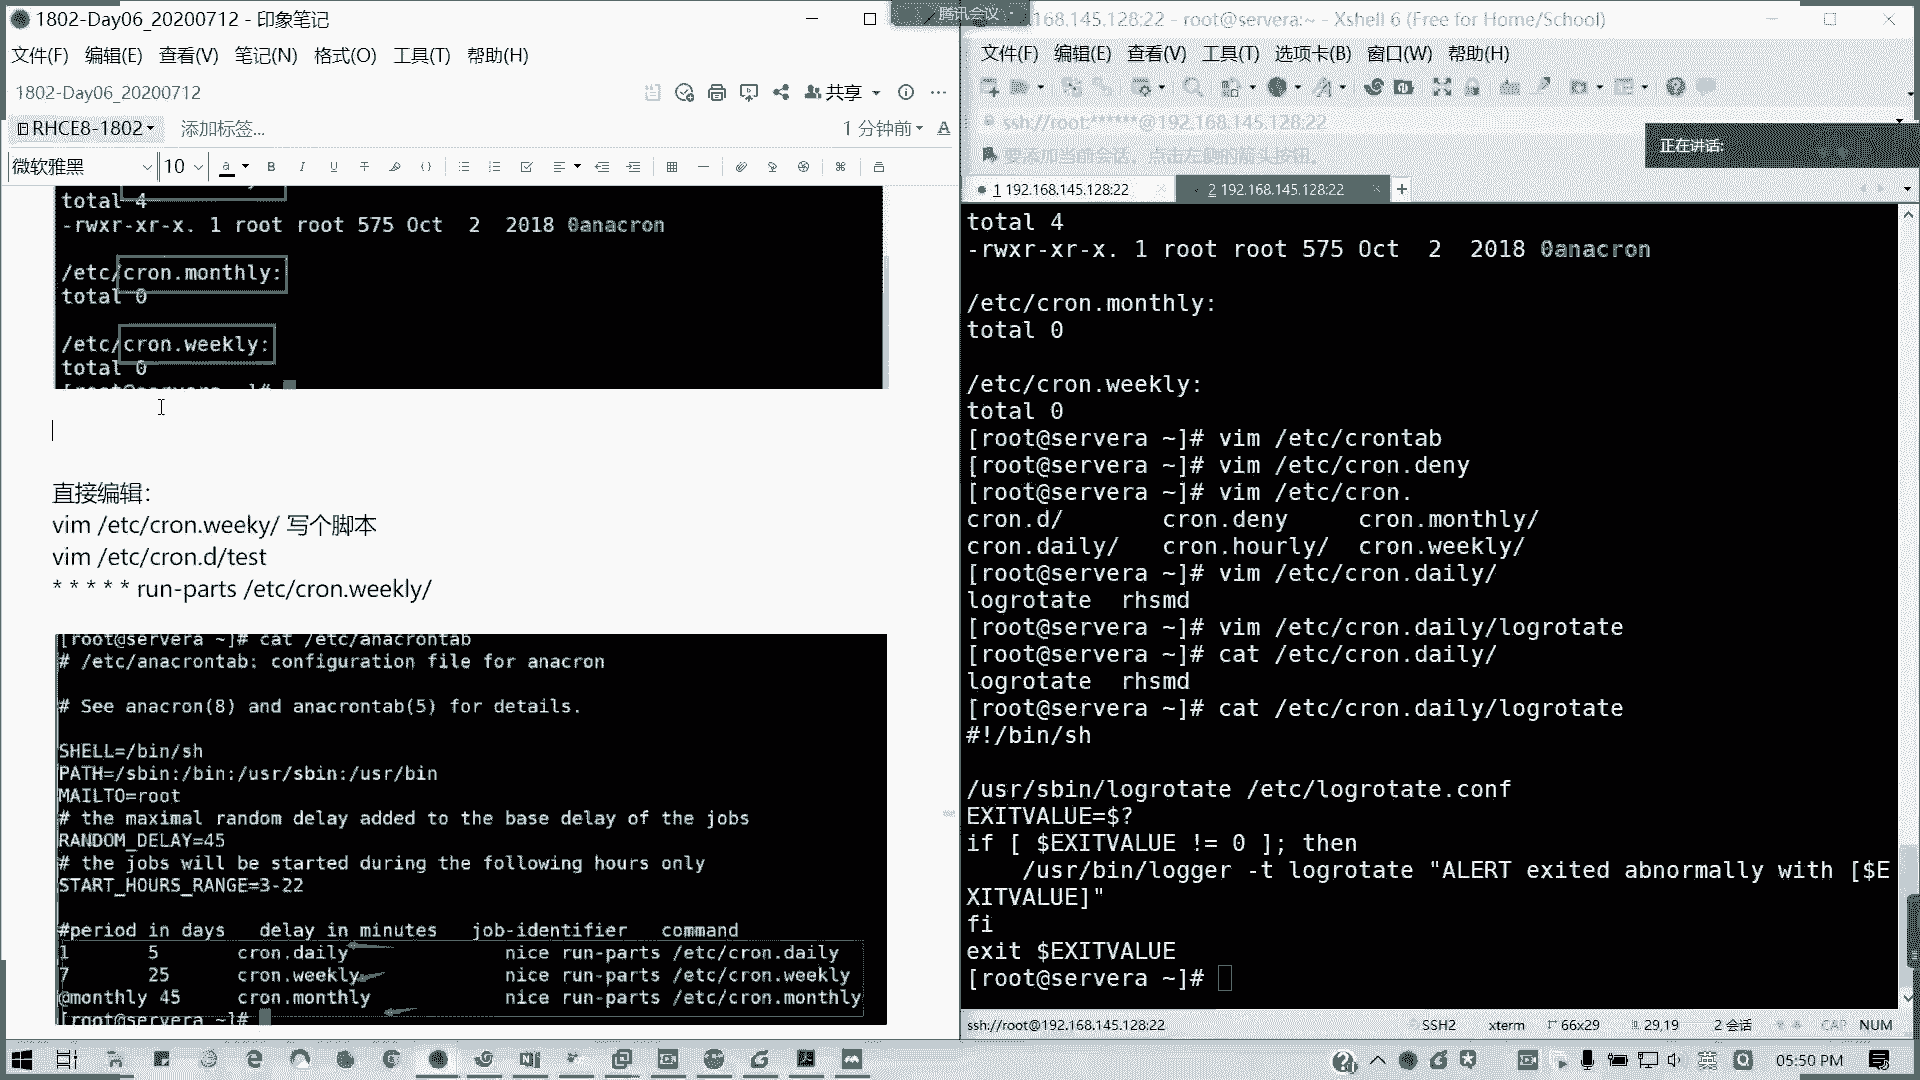 1802-Day06_20200712 - 印象笔记
文件(F) 编辑(E) 查看(V) 笔记(N) 格式(O) 工具(T) 帮助(H)
1802-Day06_20200712
共享
RHCE8-1802 添加标签...
1 分钟前
微软雅黑 10
total 4
-rwxr-xr-x. 1 root root 575 Oct  2  2018 0anacron
/etc/cron.monthly:
total 0
/etc/cron.weekly:
total 0
直接编辑：
vim /etc/cron.weeky/ 写个脚本
vim /etc/cron.d/test
* * * * * run-parts /etc/cron.weekly/
[root@servera ~]# cat /etc/anacrontab
# /etc/anacrontab: configuration file for anacron
# See anacron(8) and anacrontab(5) for details.
SHELL=/bin/sh
PATH=/sbin:/bin:/usr/sbin:/usr/bin
MAILTO=root
# the maximal random delay added to the base delay of the jobs
RANDOM_DELAY=45
# the jobs will be started during the following hours only
START_HOURS_RANGE=3-22
#period in days   delay in minutes   job-identifier   command
1       5       cron.daily              nice run-parts /etc/cron.daily
7       25      cron.weekly             nice run-parts /etc/cron.weekly
@monthly 45     cron.monthly            nice run-parts /etc/cron.monthly
[root@servera ~]#
腾讯会议
168.145.128:22 - root@servera:~ - Xshell 6 (Free for Home/School)
文件(F) 编辑(E) 查看(V) 工具(T) 选项卡(B) 窗口(W) 帮助(H)
ssh://root:******@192.168.145.128:22
要添加当前会话，点击左侧的箭头按钮。
正在讲话:
1 192.168.145.128:22
2 192.168.145.128:22
total 4
-rwxr-xr-x. 1 root root 575 Oct  2  2018 0anacron
/etc/cron.monthly:
total 0
/etc/cron.weekly:
total 0
[root@servera ~]# vim /etc/crontab
[root@servera ~]# vim /etc/cron.deny
[root@servera ~]# vim /etc/cron.
cron.d/       cron.deny     cron.monthly/
cron.daily/   cron.hourly/  cron.weekly/
[root@servera ~]# vim /etc/cron.daily/
logrotate  rhsmd
[root@servera ~]# vim /etc/cron.daily/logrotate
[root@servera ~]# cat /etc/cron.daily/
logrotate  rhsmd
[root@servera ~]# cat /etc/cron.daily/logrotate
#!/bin/sh
/usr/sbin/logrotate /etc/logrotate.conf
EXITVALUE=$?
if [ $EXITVALUE != 0 ]; then
    /usr/bin/logger -t logrotate "ALERT exited abnormally with [$E
XITVALUE]"
fi
exit $EXITVALUE
[root@servera ~]#
ssh://root@192.168.145.128:22
SSH2 xterm 66x29 29,19 2 会话 CAP NUM
英 05:50 PM